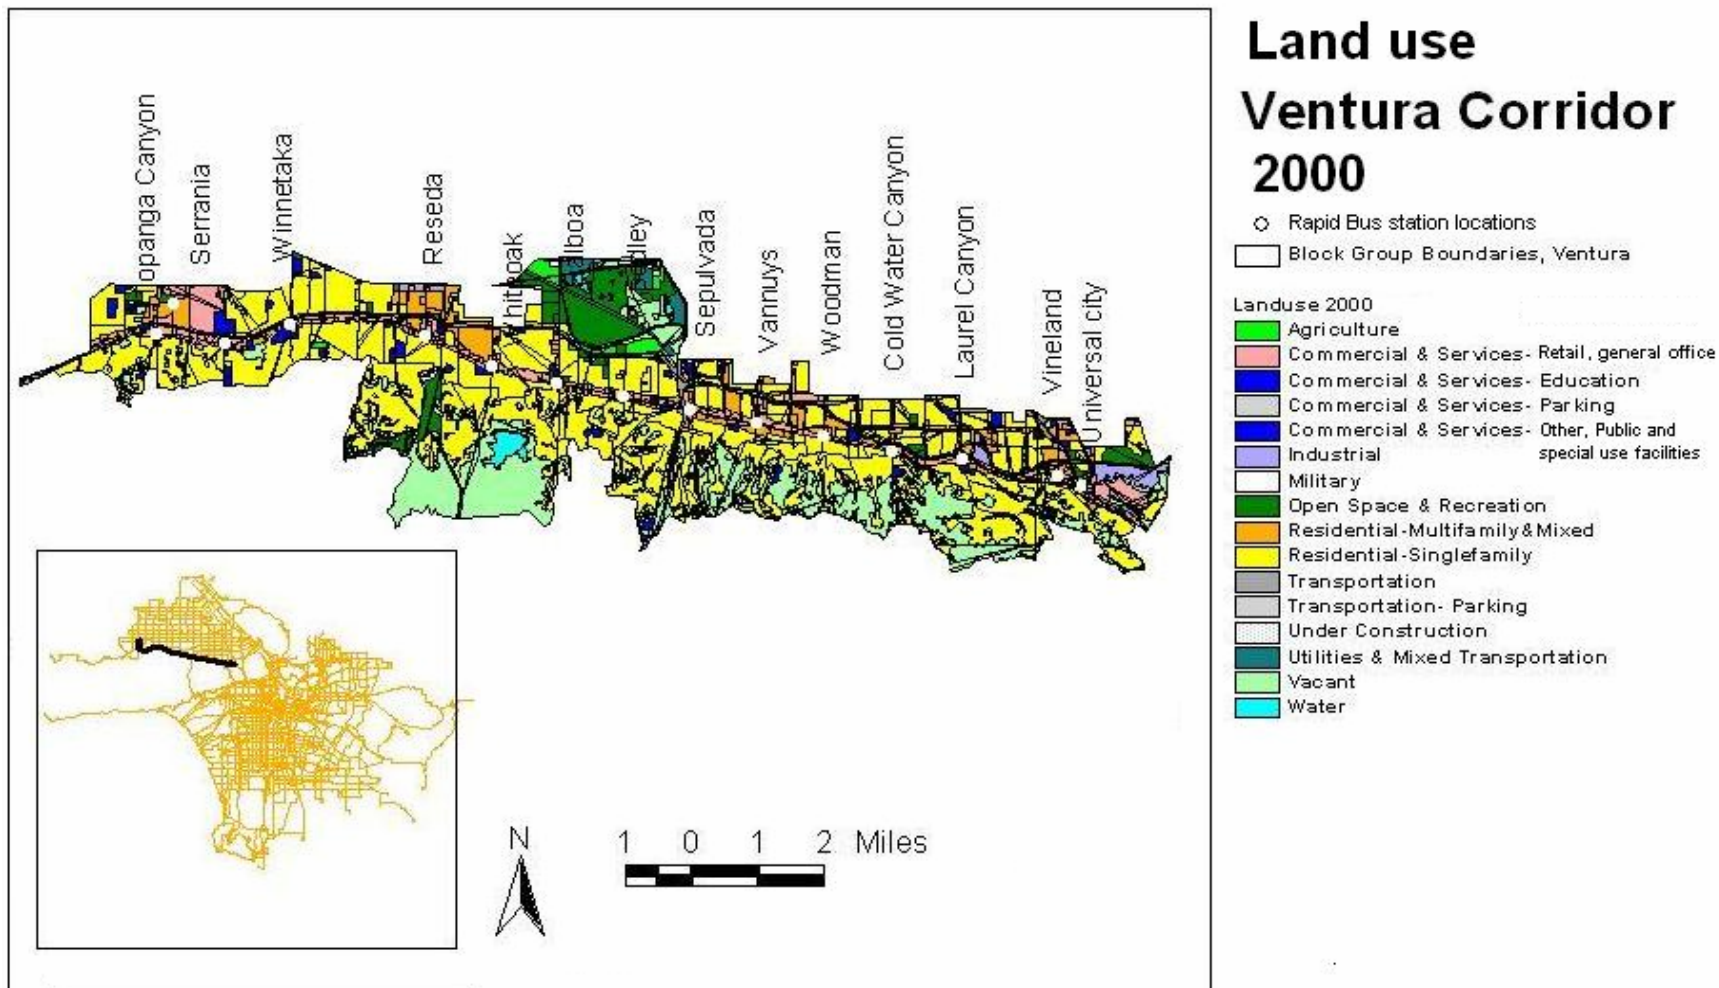 Land use
Ventura Corridor
2000
Rapid Bus station locations
Block Group Boundaries, Ventura
Landuse 2000
Agriculture
Commercial & Services- Retail, general office
Commercial & Services- Education
Commercial & Services- Parking
Commercial & Services- Other, Public and
special use facilities
Industrial
Military
Open Space & Recreation
Residential-Multifamily&Mixed
Residential-Singlefamily
Transportation
Transportation- Parking
Under Construction
Utilities & Mixed Transportation
Vacant
Water
opanga Canyon
Serrania
Winnetaka
Reseda
Sepulvada
Vannuys
Woodman
Cold Water Canyon
Laurel Canyon
Vineland
Universal city
N
1 0 1 2 Miles